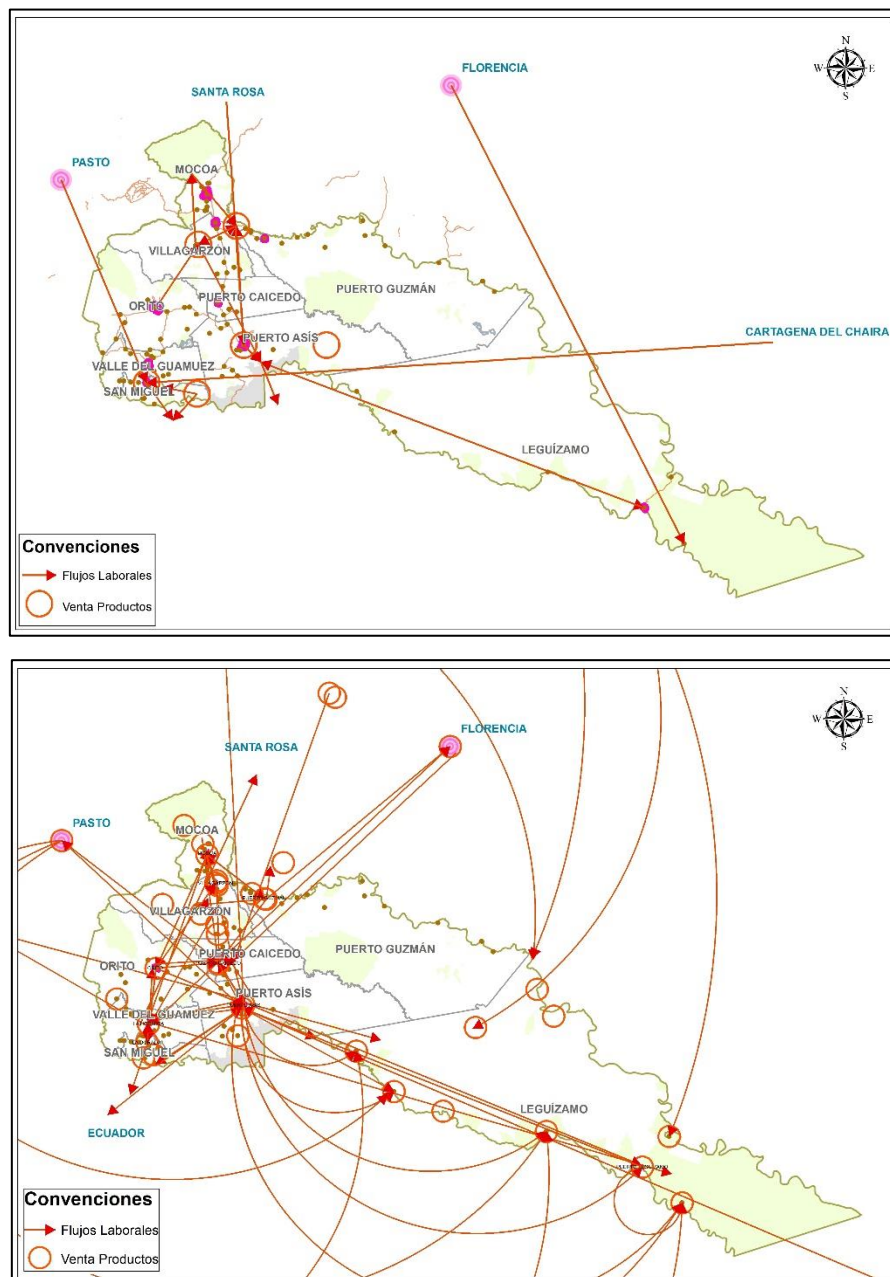 N
W E
S
FLORENCIA
SANTA ROSA
PASTO
MOCOA
VILLAGARZÓN
PUERTO GUZMÁN
PUERTO CAICEDO
ORITO
CARTAGENA DEL CHAIRA
PUERTO ASÍS
VALLE DEL GUAMUEZ
SAN MIGUEL
LEGUÍZAMO
Convenciones
Flujos Laborales
Venta Productos
N
W E
S
FLORENCIA
SANTA ROSA
PASTO
MOCOA
VILLAGARZÓN
PUERTO GUZMÁN
PUERTO CAICEDO
ORITO
PUERTO ASÍS
VALLE DEL GUAMUEZ
SAN MIGUEL
LEGUÍZAMO
ECUADOR
Convenciones
Flujos Laborales
Venta Productos